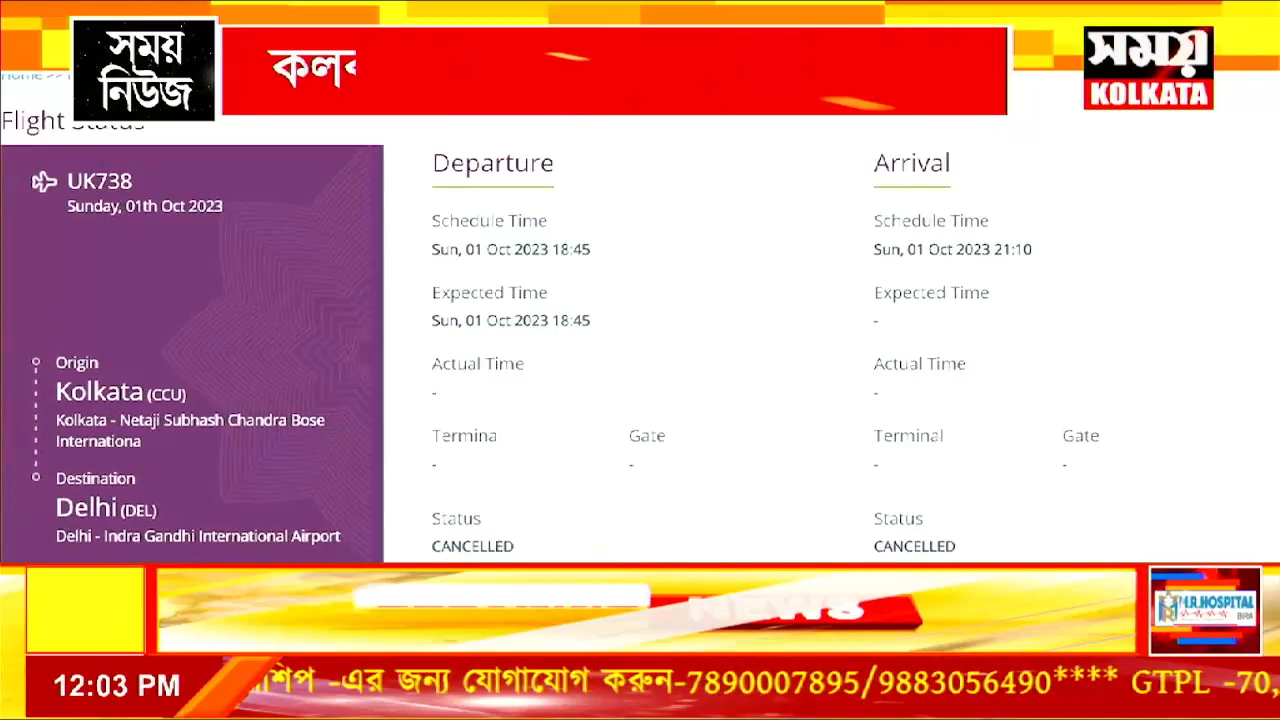 সময়
নিউজ
সময়
KOLKATA
Flight Status
UK738
Sunday, 01th Oct 2023
Origin
Kolkata (CCU)
Kolkata - Netaji Subhash Chandra Bose
Internationa
Destination
Delhi (DEL)
Delhi - Indra Gandhi International Airport
Departure
Schedule Time
Sun, 01 Oct 2023 18:45
Expected Time
Sun, 01 Oct 2023 18:45
Actual Time
-
Termina Gate
- -
Status
CANCELLED
Arrival
Schedule Time
Sun, 01 Oct 2023 21:10
Expected Time
-
Actual Time
-
Terminal Gate
- -
Status
CANCELLED
NEWS
HOSPITAL
BIRA
12:03 PM
-এর জন্য যোগাযোগ করুন-7890007895/9883056490**** GTPL -70,